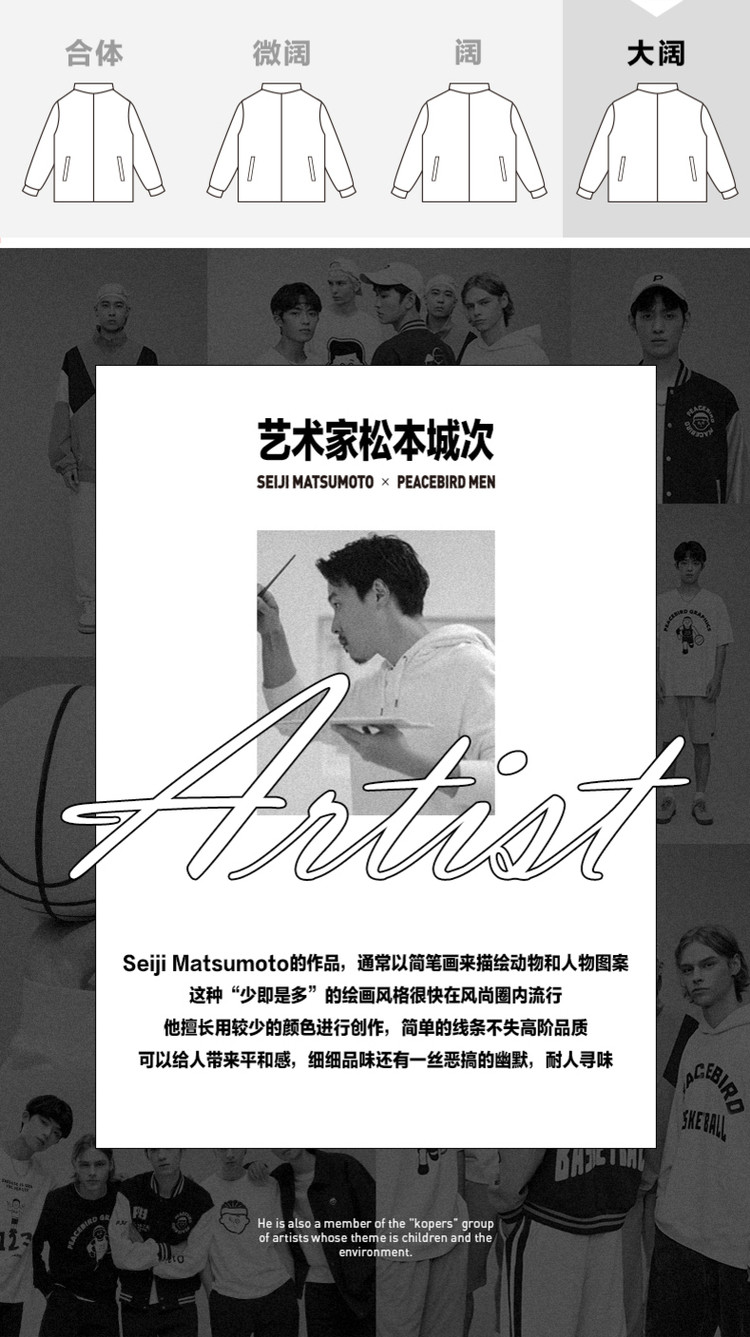 合体
微阔
阔
大阔
P
PEACEBIRD
艺术家松本城次
SEIJI MATSUMOTO × PEACEBIRD MEN
PEACEBIRD GRAPHICS
Artist
Seiji Matsumoto的作品，通常以简笔画来描绘动物和人物图案
这种“少即是多”的绘画风格很快在风尚圈内流行
他擅长用较少的颜色进行创作，简单的线条不失高阶品质
可以给人带来平和感，细细品味还有一丝恶搞的幽默，耐人寻味
PEACEBIRD
BASKETBALL
He is also a member of the "kopers" group
of artists whose theme is children and the
environment.